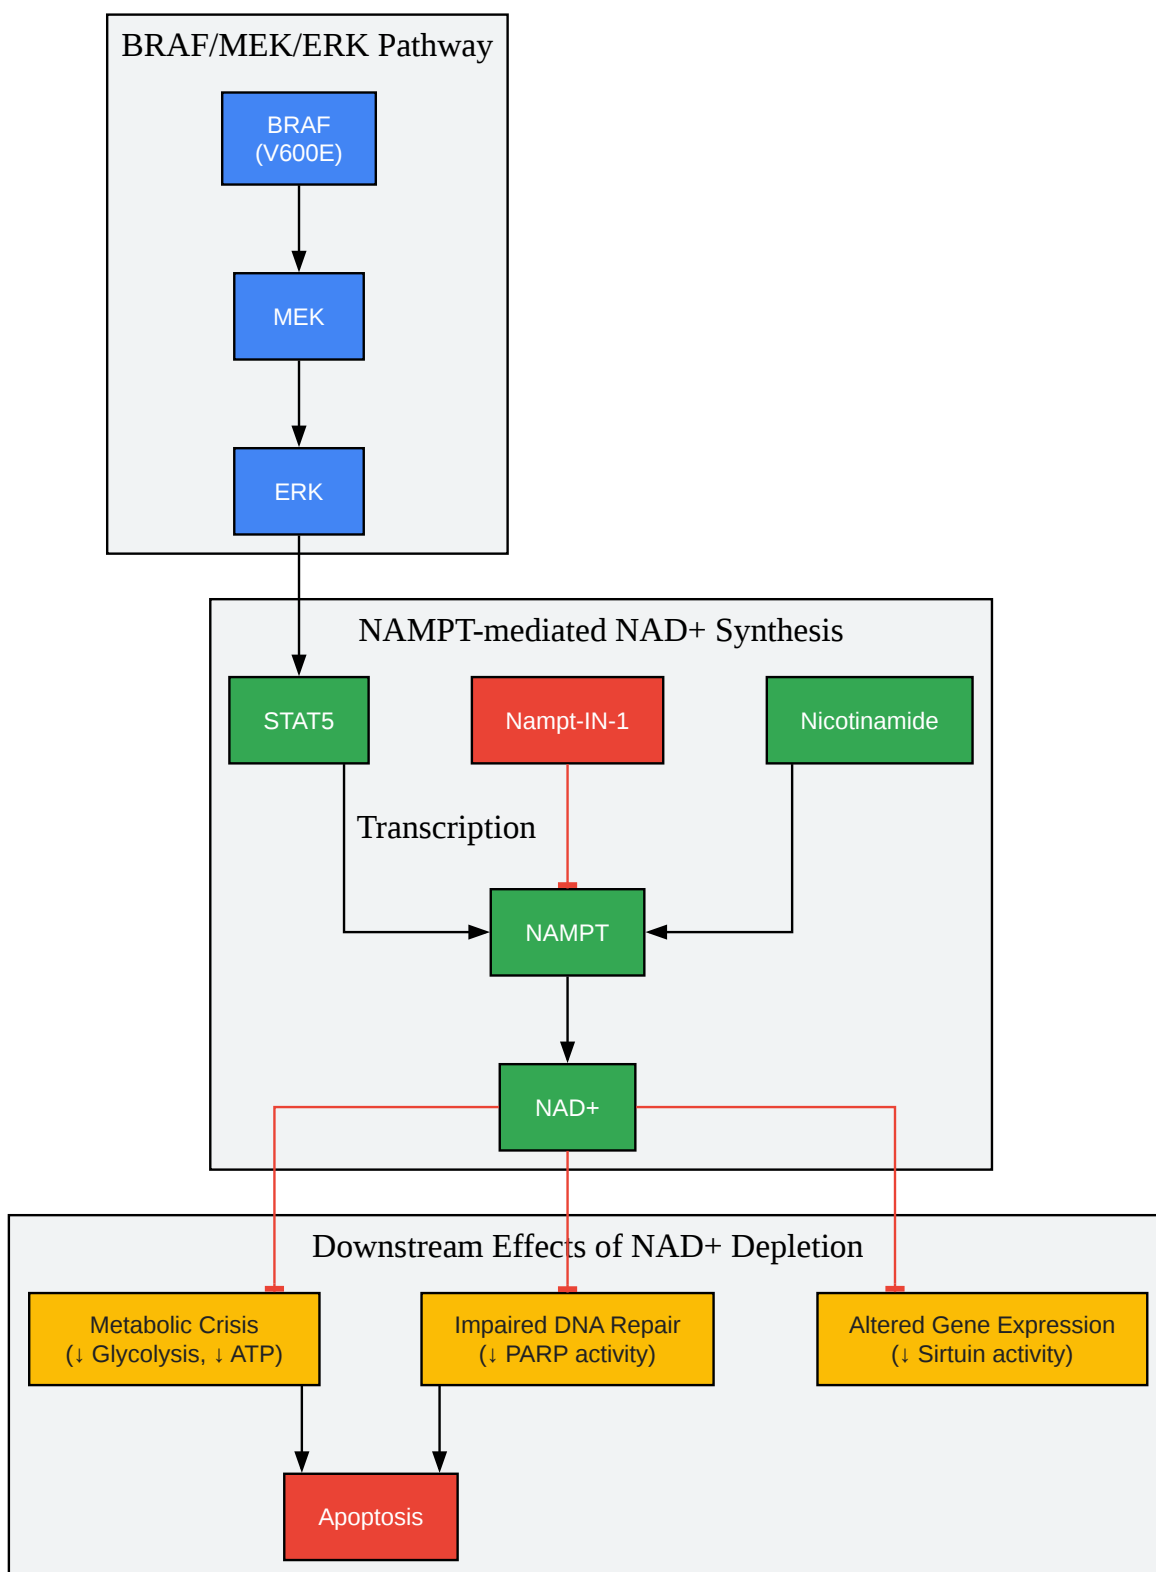 BRAF/MEK/ERK Pathway
BRAF
(V600E)
MEK
ERK
NAMPT-mediated NAD+ Synthesis
STAT5
Nampt-IN-1
Nicotinamide
Transcription
NAMPT
NAD+
Downstream Effects of NAD+ Depletion
Metabolic Crisis
(↓ Glycolysis, ↓ ATP)
Impaired DNA Repair
(↓ PARP activity)
Altered Gene Expression
(↓ Sirtuin activity)
Apoptosis